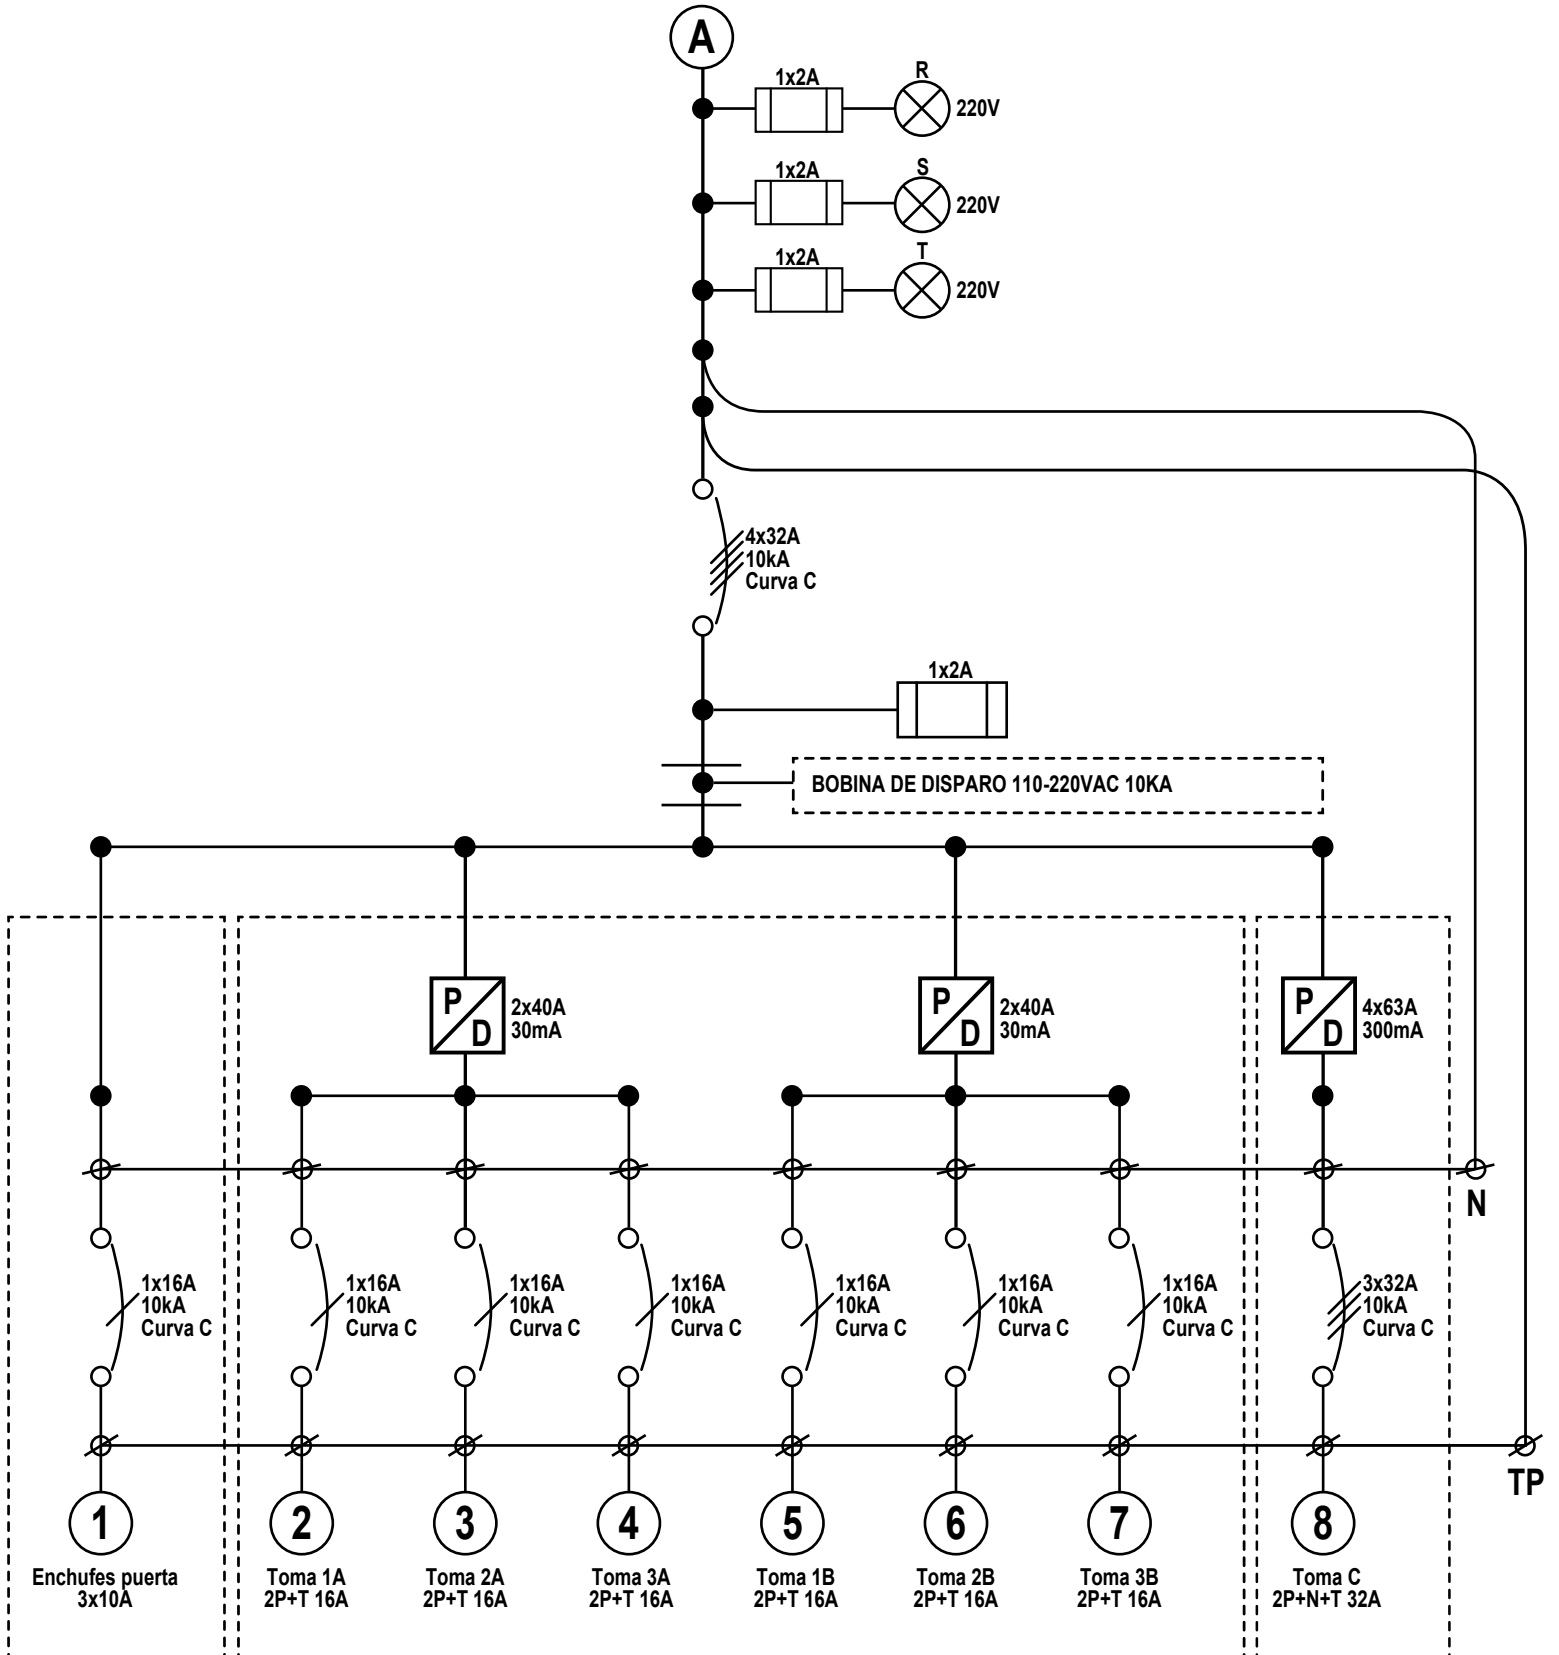 A
1x2A
R
220V
1x2A
S
220V
1x2A
T
220V
4x32A
10kA
Curva C
1x2A
BOBINA DE DISPARO 110-220VAC 10KA
P
D
2x40A
30mA
P
D
2x40A
30mA
P
D
4x63A
300mA
N
1x16A
10kA
Curva C
1x16A
10kA
Curva C
1x16A
10kA
Curva C
1x16A
10kA
Curva C
1x16A
10kA
Curva C
1x16A
10kA
Curva C
1x16A
10kA
Curva C
3x32A
10kA
Curva C
TP
1
Enchufes puerta
3x10A
2
Toma 1A
2P+T 16A
3
Toma 2A
2P+T 16A
4
Toma 3A
2P+T 16A
5
Toma 1B
2P+T 16A
6
Toma 2B
2P+T 16A
7
Toma 3B
2P+T 16A
8
Toma C
2P+N+T 32A